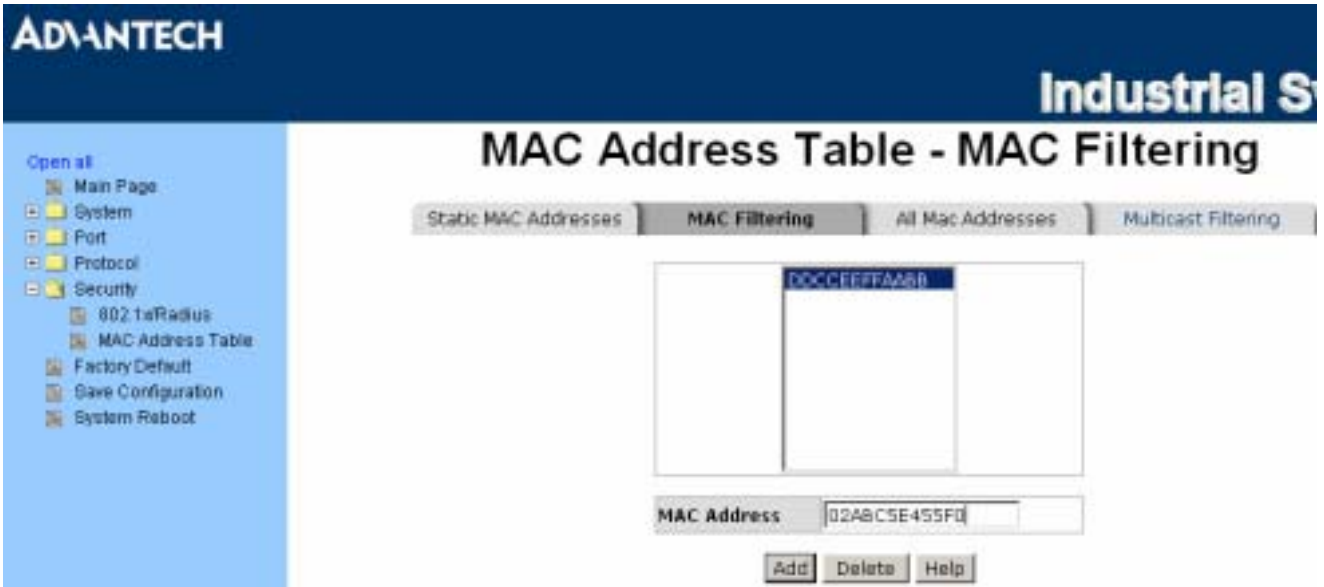 ADVANTECH
Industrial
MAC Address Table - MAC Filtering
Open all
Main Page
System
Port
Protocol
Security
802.1x/Radius
MAC Address Table
Factory Default
Save Configuration
System Reboot
Static MAC Addresses
MAC Filtering
All Mac Addresses
Multicast Filtering
DDCCEEFFAABB
MAC Address
02ABC5E455F0
Add
Delete
Help